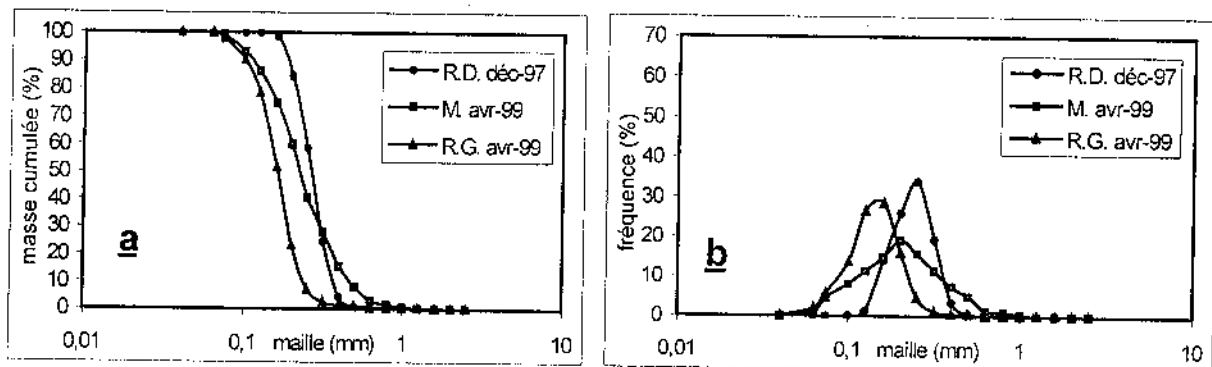 masse cumulée (%)
100
90
80
70
60
50
40
30
20
10
0
R.D. déc-97
M. avr-99
R.G. avr-99
a
0,01
0,1
1
10
maille (mm)
fréquence (%)
70
60
50
40
30
20
10
0
R.D. déc-97
M. avr-99
R.G. avr-99
b
0,01
0,1
1
10
maille (mm)